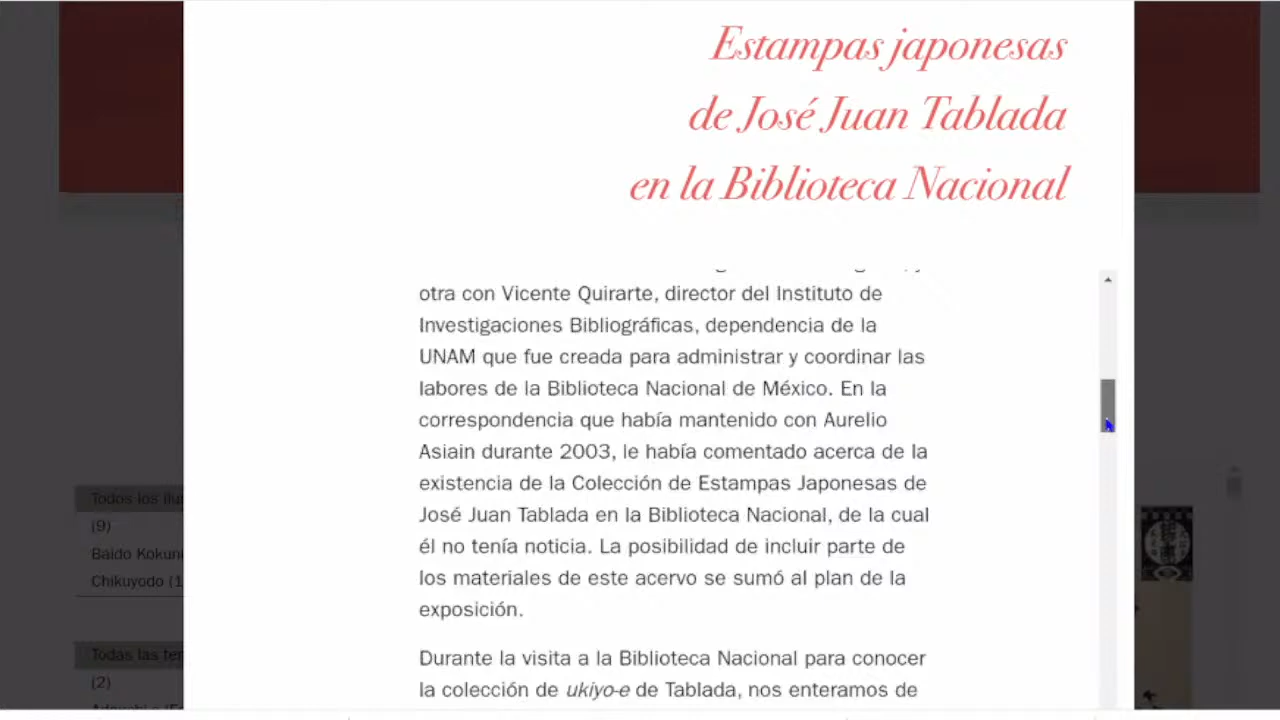 Estampas japonesas
de José Juan Tablada
en la Biblioteca Nacional
otra con Vicente Quirarte, director del Instituto de
Investigaciones Bibliográficas, dependencia de la
UNAM que fue creada para administrar y coordinar las
labores de la Biblioteca Nacional de México. En la
correspondencia que había mantenido con Aurelio
Asiain durante 2003, le había comentado acerca de la
existencia de la Colección de Estampas Japonesas de
José Juan Tablada en la Biblioteca Nacional, de la cual
él no tenía noticia. La posibilidad de incluir parte de
los materiales de este acervo se sumó al plan de la
exposición.
Durante la visita a la Biblioteca Nacional para conocer
la colección de ukiyo-e de Tablada, nos enteramos de
Todos los ilus
(9)
Baido Kokuni
Chikuyodo (1
Todas las te
(2)